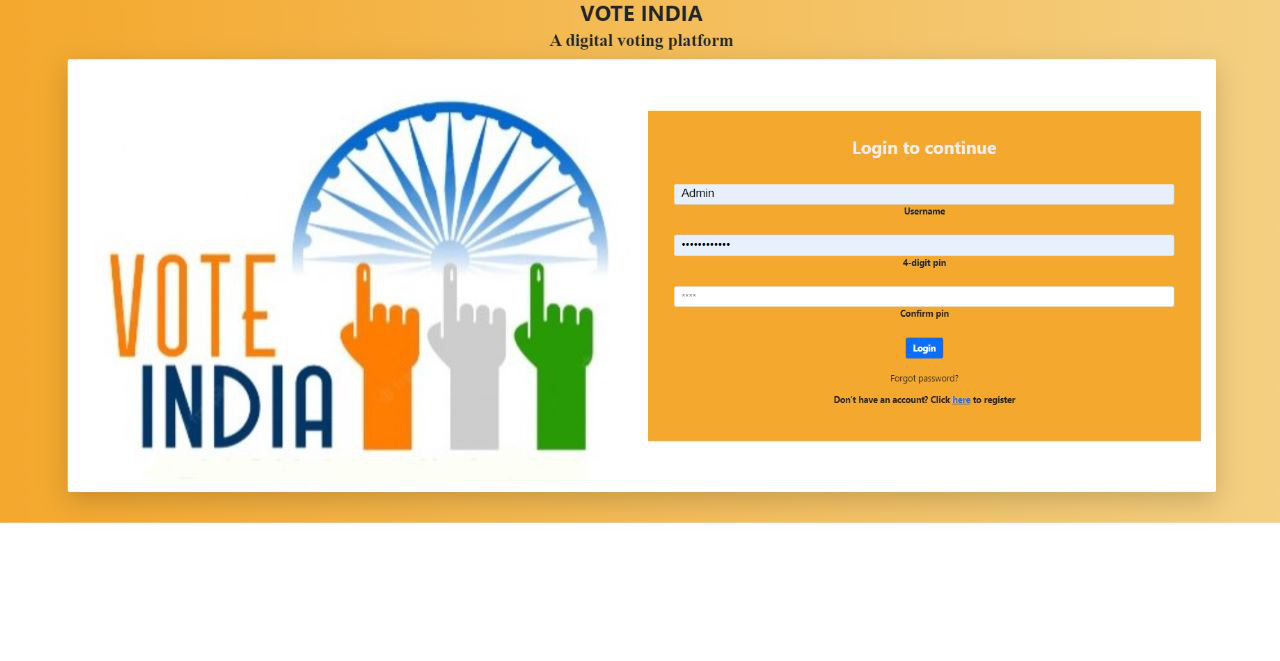 VOTE INDIA
A digital voting platform
VOTE
INDIA
Login to continue
Admin
Username
••••••••••••
4-digit pin
****
Confirm pin
Login
Forgot password?
Don't have an account? Click here to register